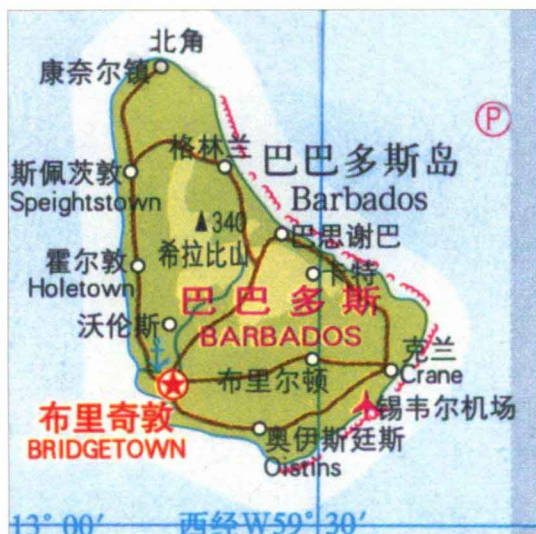 北角
康奈尔镇
格林兰
巴巴多斯岛
Barbados
斯佩茨敦
Speightstown
340
希拉比山
巴思谢巴
霍尔敦
Holetown
卡特
巴巴多斯
BARBADOS
沃伦斯
克兰
Crane
布里尔顿
布里奇敦
BRIDGETOWN
锡韦尔机场
奥伊斯廷斯
Oistins
13°00′
西经W59°30′
P